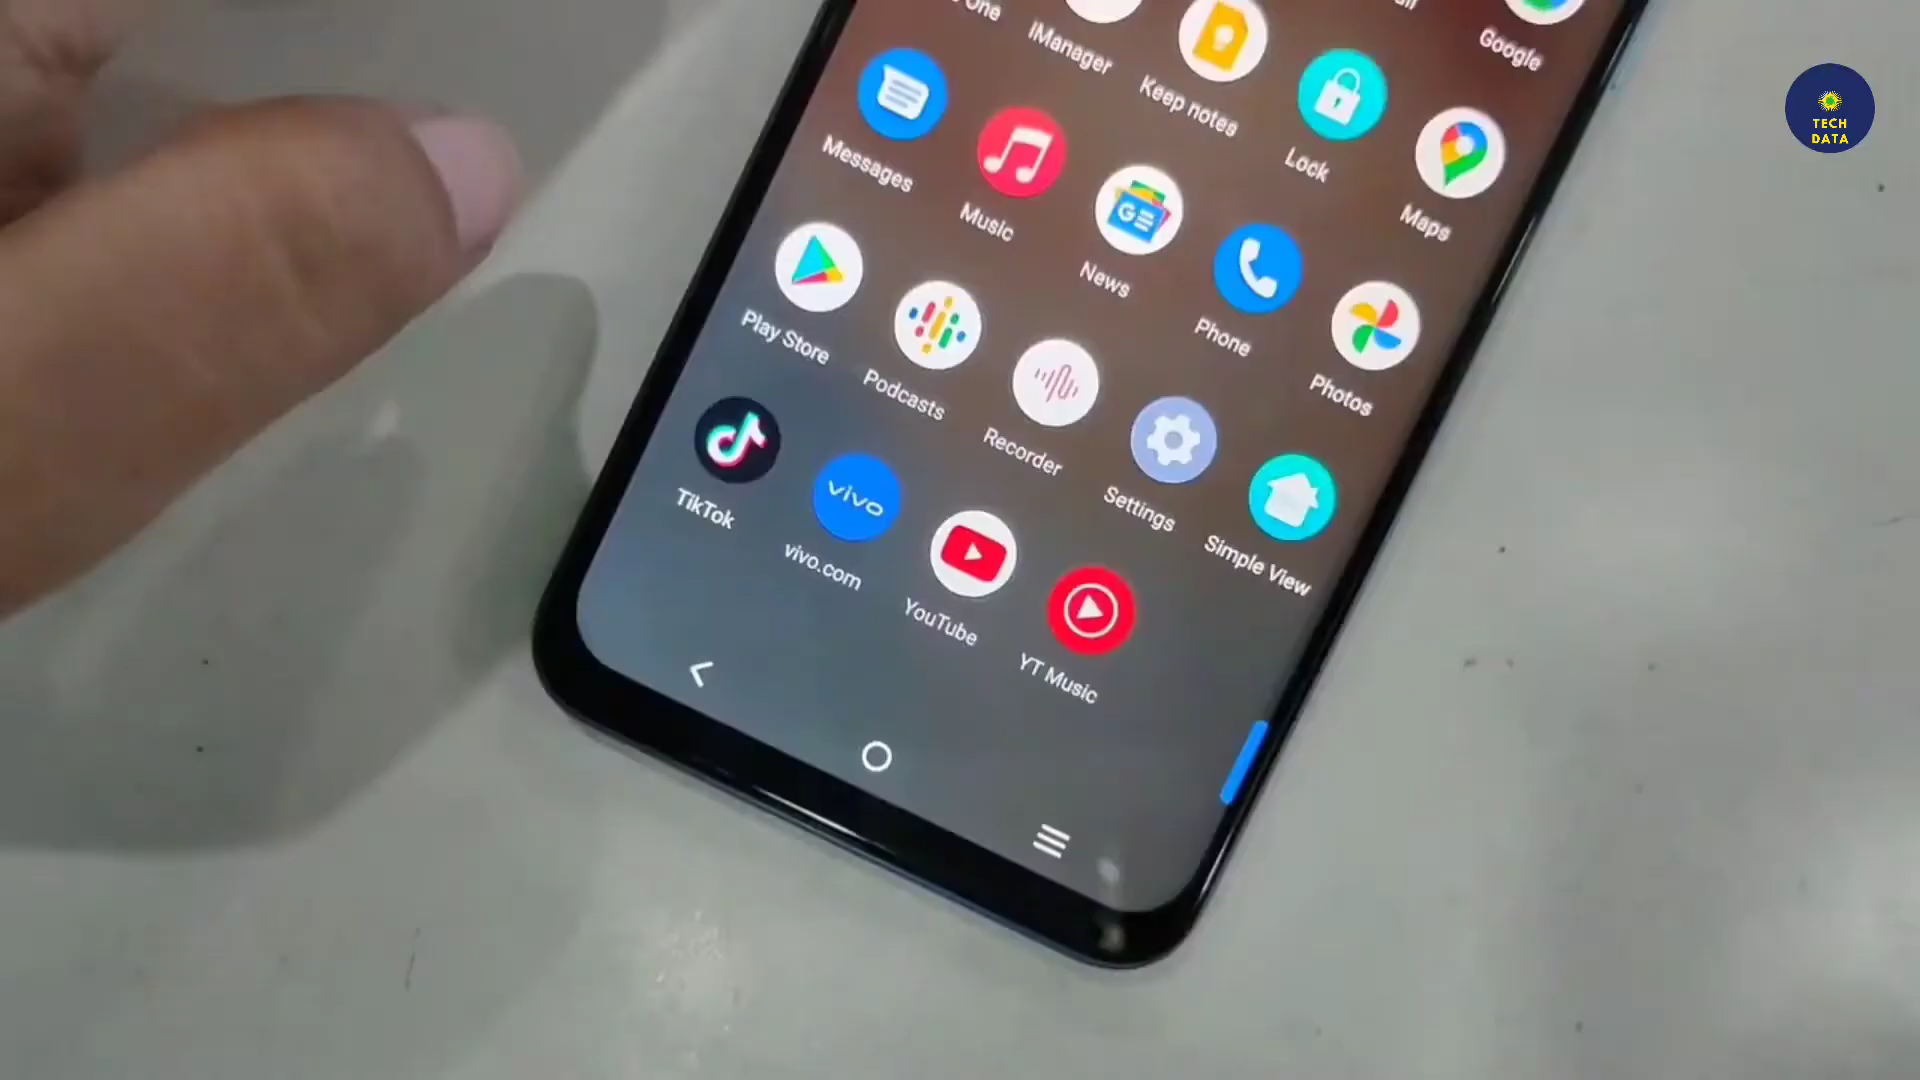 One
iManager
Keep notes
Google
Messages
Music
News
Lock
Maps
Play Store
Podcasts
Recorder
Phone
Photos
TikTok
vivo
vivo.com
YouTube
YT Music
Settings
Simple View
TECH
DATA